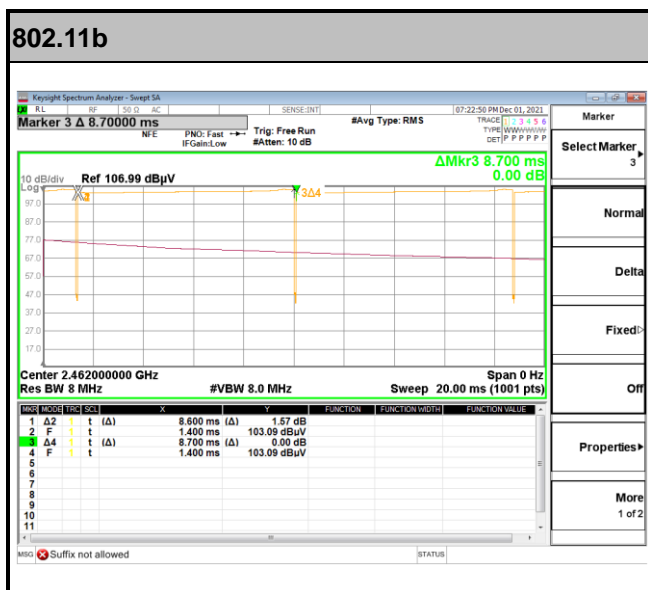 802.11b
Keysight Spectrum Analyzer - Swept SA
RL RF 50 Ω AC SENSE:INT 07:22:50 PM Dec 01, 2021
Marker 3 Δ 8.70000 ms #Avg Type: RMS TRACE 1 2 3 4 5 6
NFE PNO: Fast Trig: Free Run TYPE WWWWWW
IFGain:Low #Atten: 10 dB DET P P P P P P
ΔMkr3 8.700 ms
0.00 dB
10 dB/div Ref 106.99 dBµV
Log
97.0
87.0
77.0
67.0
57.0
47.0
37.0
27.0
17.0
3Δ4
Center 2.462000000 GHz Span 0 Hz
Res BW 8 MHz #VBW 8.0 MHz Sweep 20.00 ms (1001 pts)
MKR MODE TRC SCL X Y FUNCTION FUNCTION WIDTH FUNCTION VALUE
1 Δ2 1 t (Δ) 8.600 ms (Δ) 1.57 dB
2 F 1 t 1.400 ms 103.09 dBµV
3 Δ4 1 t (Δ) 8.700 ms (Δ) 0.00 dB
4 F 1 t 1.400 ms 103.09 dBµV
5
6
7
8
9
10
11
MSG Suffix not allowed STATUS
Marker
Select Marker
3
Normal
Delta
Fixed
Off
Properties
More
1 of 2